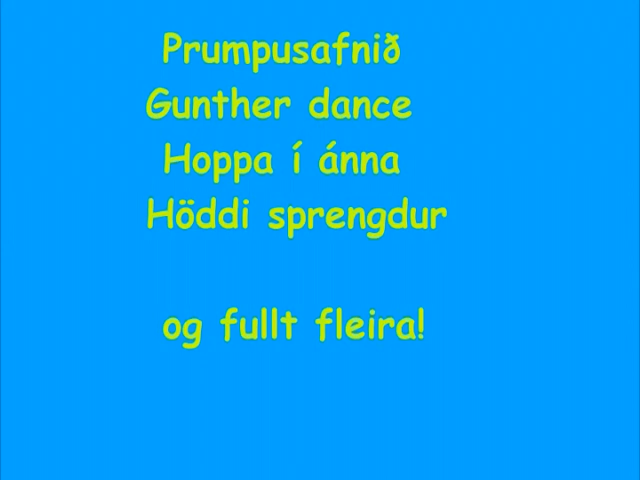 Prumpusafnið
Gunther dance
Hoppa í ánna
Höddi sprengdur
og fullt fleira!